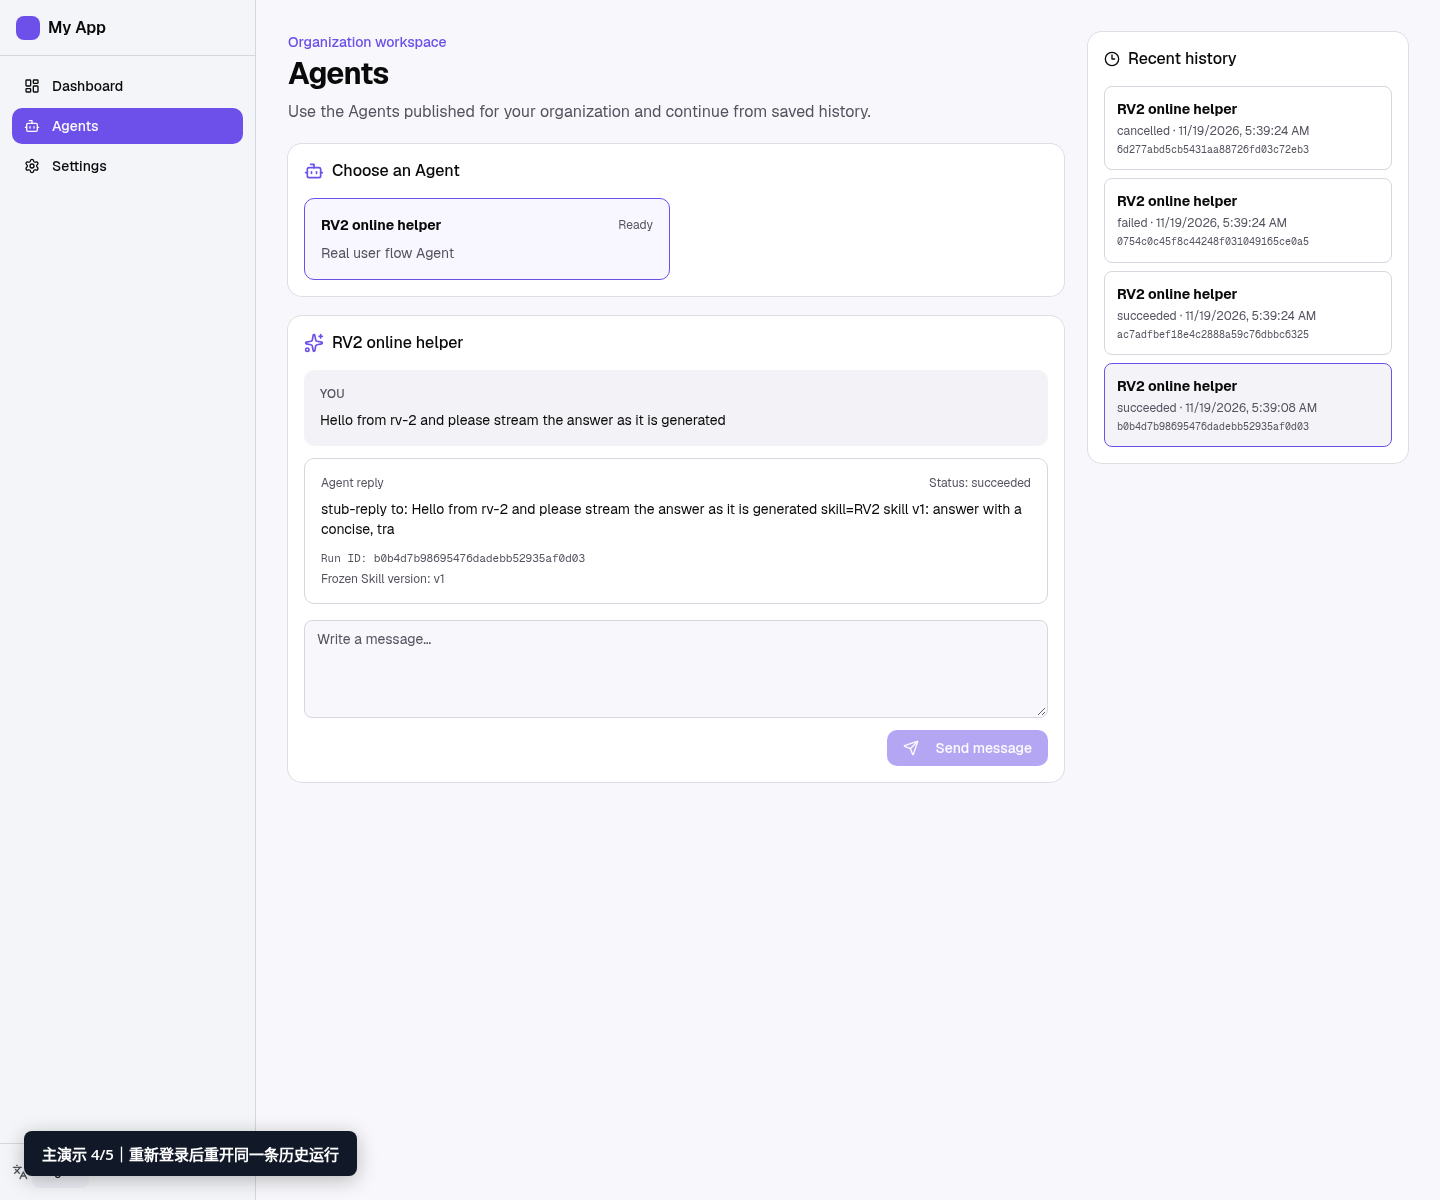 My App
Dashboard
Agents
Settings
Organization workspace
Agents
Use the Agents published for your organization and continue from saved history.
Choose an Agent
RV2 online helper
Ready
Real user flow Agent
RV2 online helper
YOU
Hello from rv-2 and please stream the answer as it is generated
Agent reply
Status: succeeded
stub-reply to: Hello from rv-2 and please stream the answer as it is generated skill=RV2 skill v1: answer with a
concise, tra
Run ID: b0b4d7b98695476dadebb52935af0d03
Frozen Skill version: v1
Write a message...
Send message
Recent history
RV2 online helper
cancelled · 11/19/2026, 5:39:24 AM
6d277abd5cb5431aa88726fd03c72eb3
RV2 online helper
failed · 11/19/2026, 5:39:24 AM
0754c0c45f8c44248f031049165ce0a5
RV2 online helper
succeeded · 11/19/2026, 5:39:24 AM
ac7adfbef18e4c2888a59c76dbbc6325
RV2 online helper
succeeded · 11/19/2026, 5:39:08 AM
b0b4d7b98695476dadebb52935af0d03
主演示 4/5｜重新登录后重开同一条历史运行